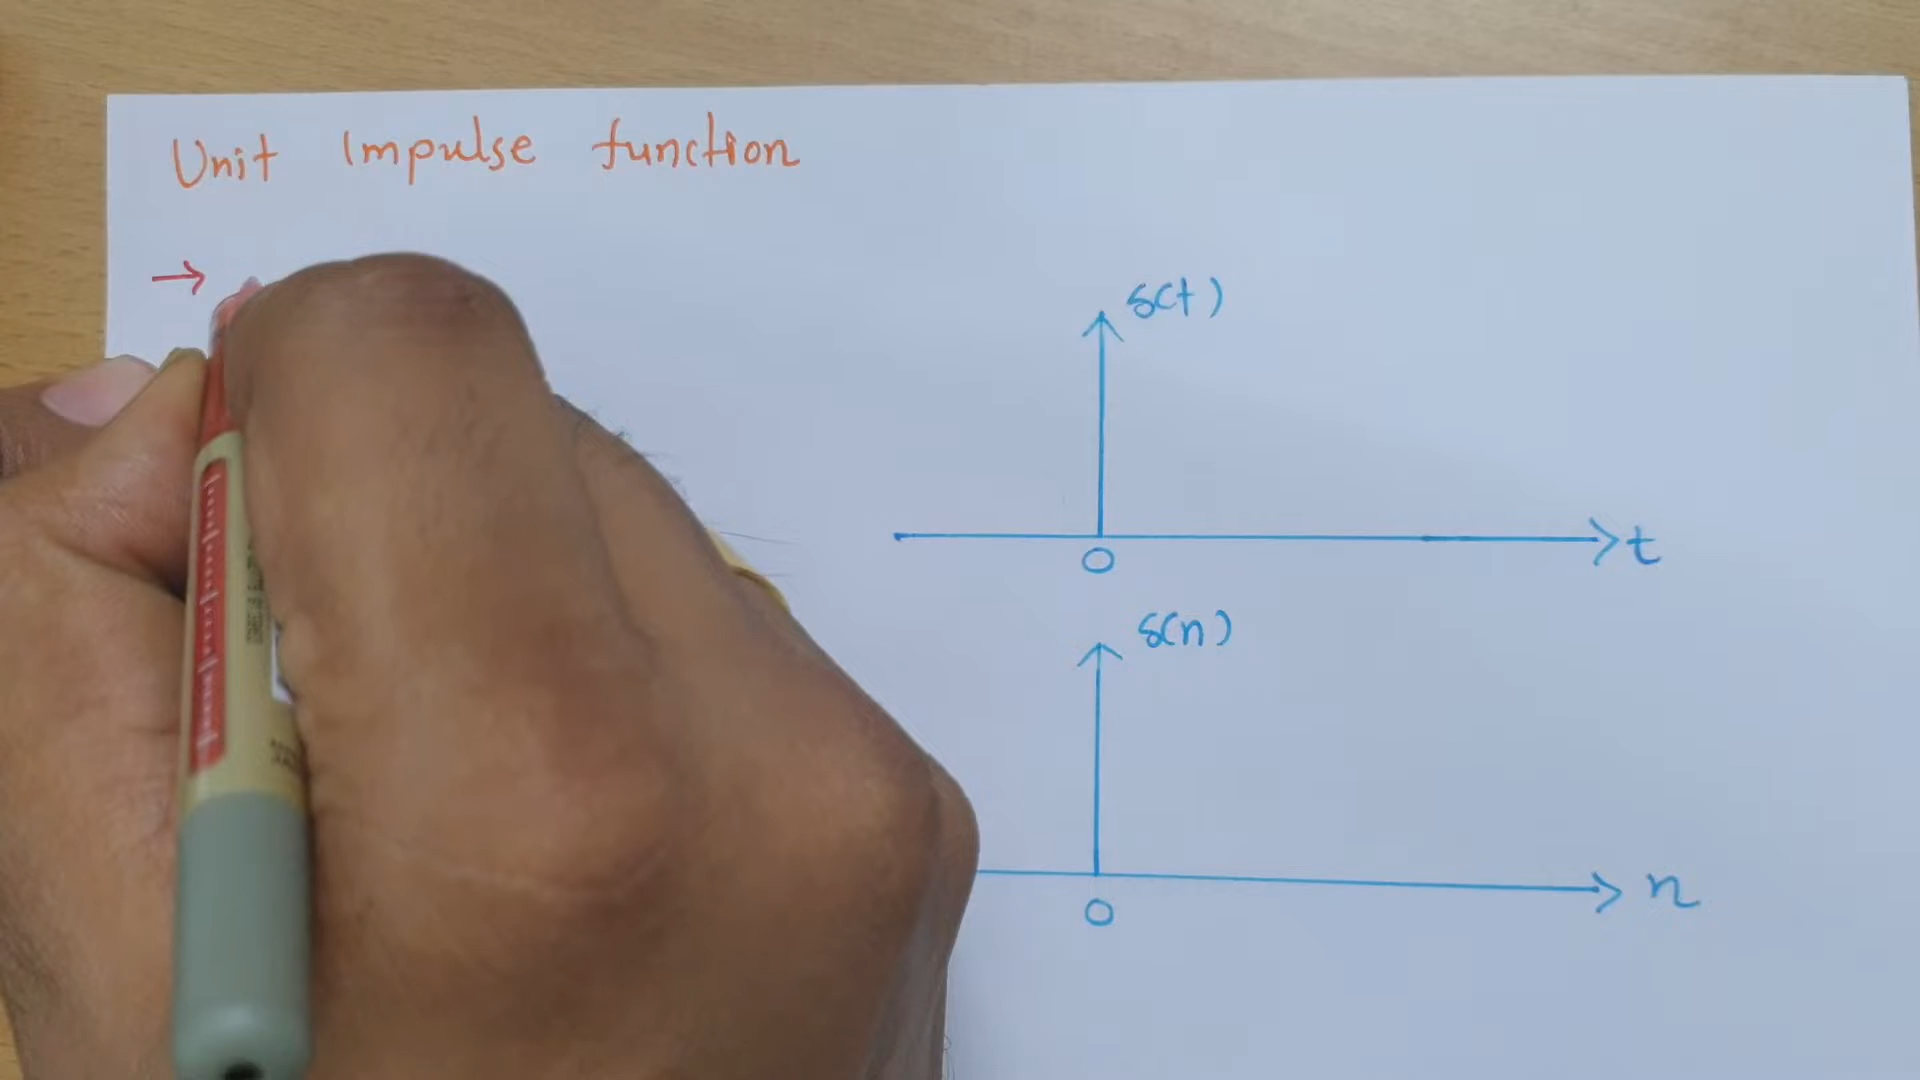 Unit Impulse function
→
δ(t)
t
0
δ(n)
n
0